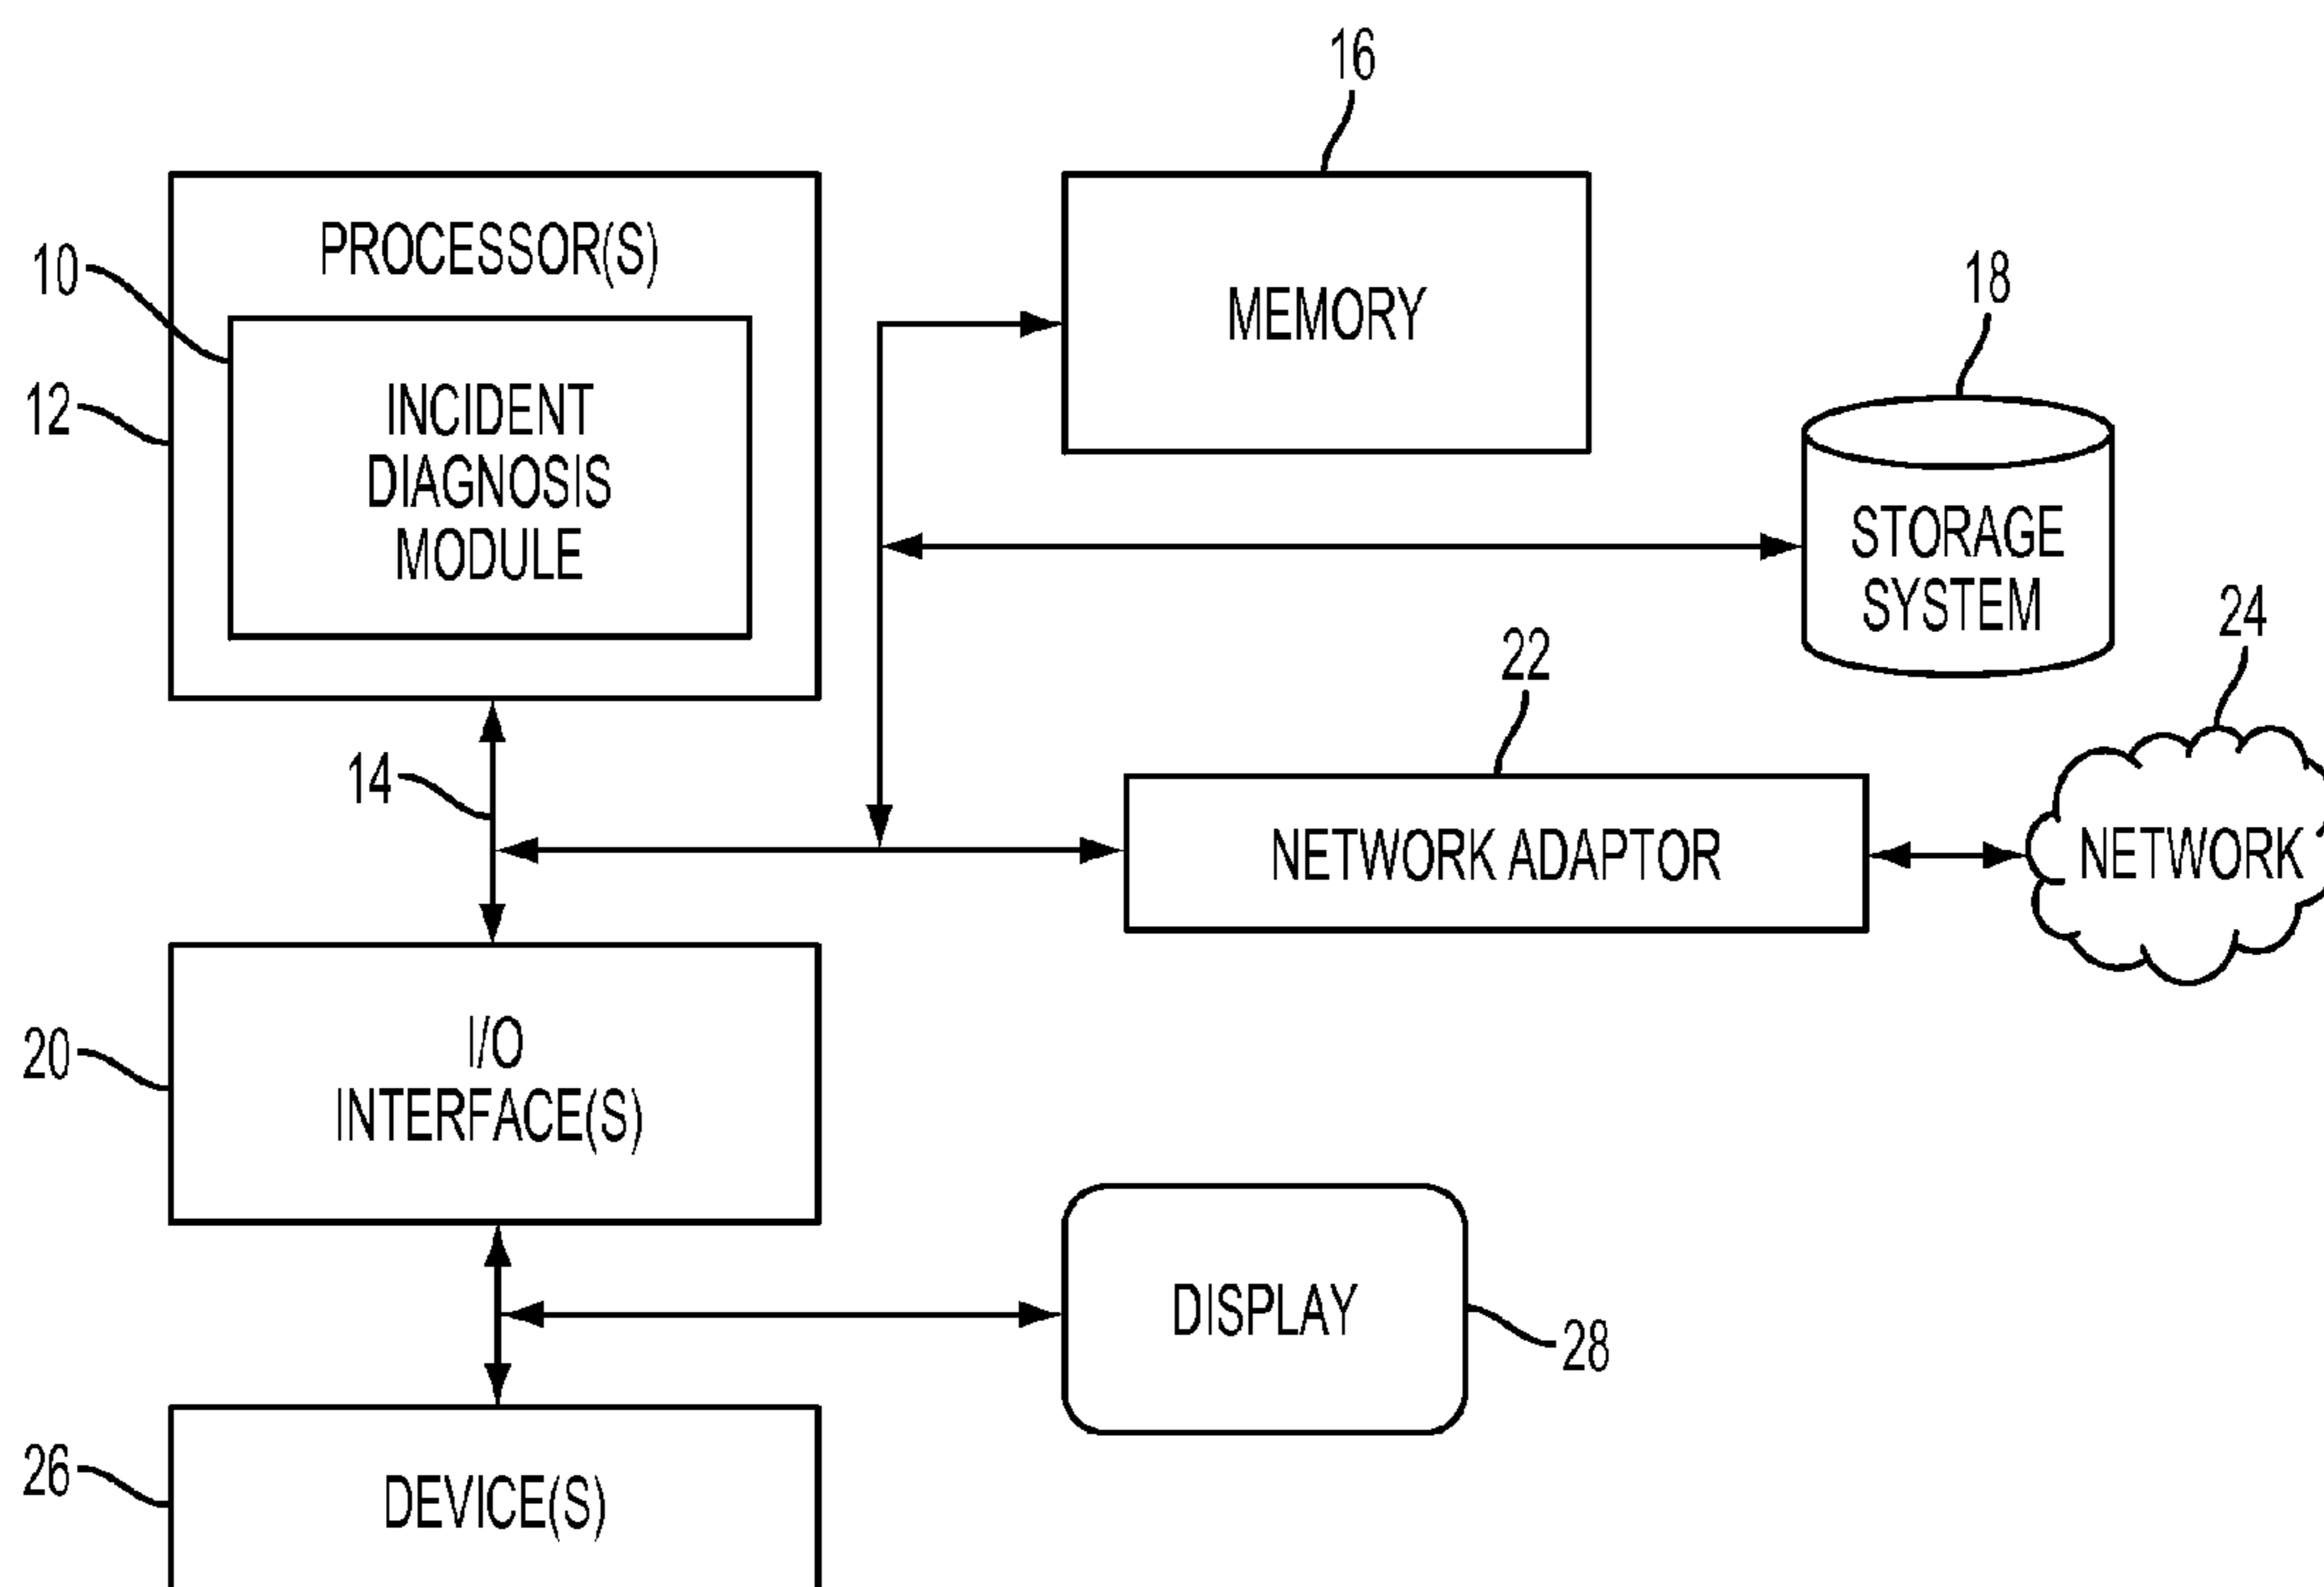 16
PROCESSOR(S)
10
MEMORY
18
12
INCIDENT
DIAGNOSIS
MODULE
STORAGE
SYSTEM
24
22
14
NETWORK ADAPTOR
NETWORK
20
I/O
INTERFACE(S)
DISPLAY
28
26
DEVICE(S)